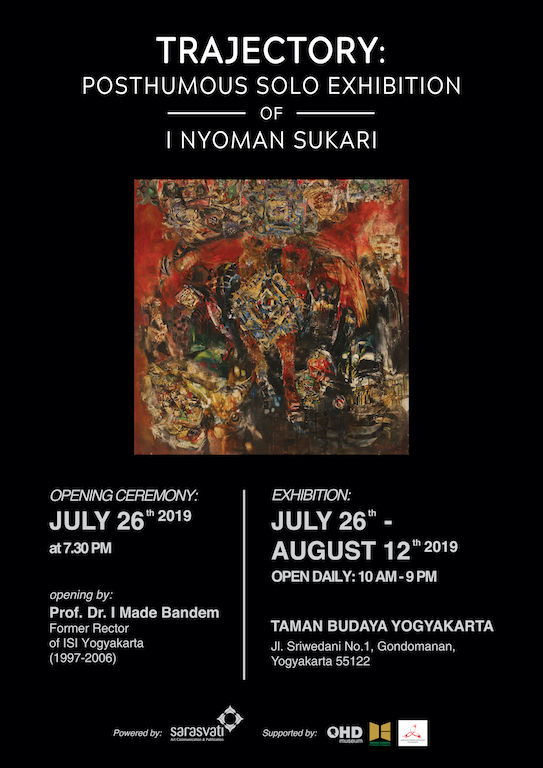 TRAJECTORY:
POSTHUMOUS SOLO EXHIBITION
OF
I NYOMAN SUKARI
OPENING CEREMONY:
JULY 26th 2019
at 7.30 PM
opening by:
Prof. Dr. I Made Bandem
Former Rector
of ISI Yogyakarta
(1997-2006)
EXHIBITION:
JULY 26th -
AUGUST 12th 2019
OPEN DAILY: 10 AM - 9 PM
TAMAN BUDAYA YOGYAKARTA
Jl. Sriwedani No.1, Gondomanan,
Yogyakarta 55122
Powered by:
sarasvati
Art Communication & Publication
Supported by:
OHD
museum